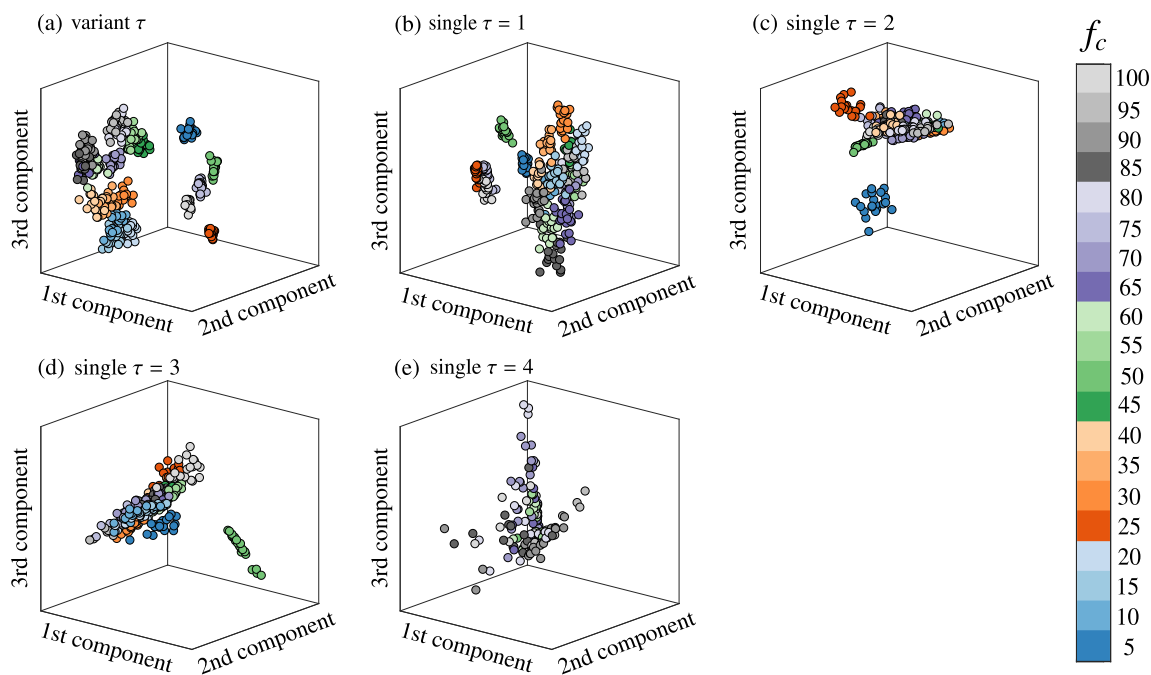 (a) variant τ
3rd component
1st component
2nd component
(b) single τ = 1
3rd component
1st component
2nd component
(c) single τ = 2
3rd component
1st component
2nd component
(d) single τ = 3
3rd component
1st component
2nd component
(e) single τ = 4
3rd component
1st component
2nd component
f_c
100
95
90
85
80
75
70
65
60
55
50
45
40
35
30
25
20
15
10
5